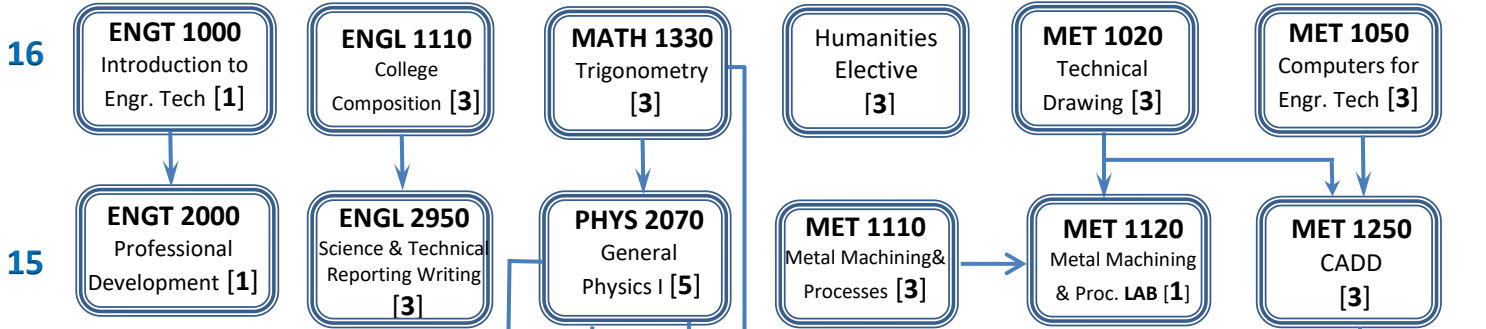 16
ENGT 1000
Introduction to
Engr. Tech [1]
ENGL 1110
College
Composition [3]
MATH 1330
Trigonometry
[3]
Humanities
Elective
[3]
MET 1020
Technical
Drawing [3]
MET 1050
Computers for
Engr. Tech [3]
15
ENGT 2000
Professional
Development [1]
ENGL 2950
Science & Technical
Reporting Writing
[3]
PHYS 2070
General
Physics I [5]
MET 1110
Metal Machining&
Processes [3]
MET 1120
Metal Machining
& Proc. LAB [1]
MET 1250
CADD
[3]